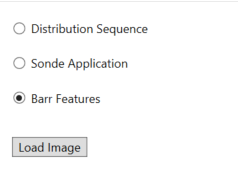 Distribution Sequence
Sonde Application
Barr Features
Load Image